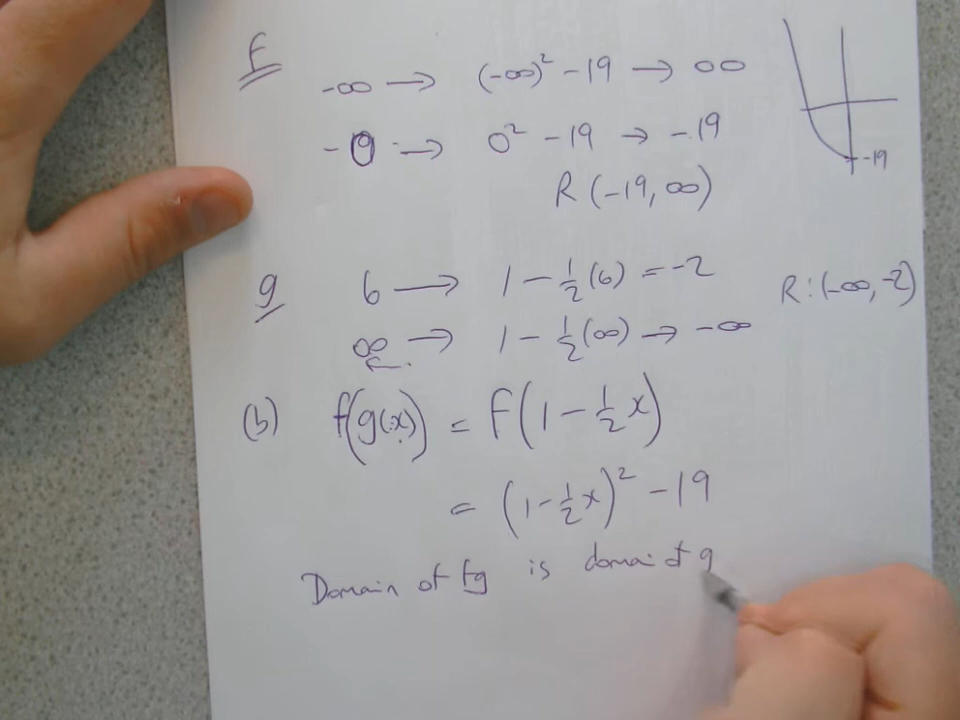 f
-∞ → (-∞)² - 19 → ∞
-0 → 0² - 19 → -19
-19
R (-19, ∞)
g 6 → 1 - ½(6) = -2 R: (-∞, -2)
∞ → 1 - ½(∞) → -∞
(b) f(g(x)) = f(1 - ½x)
= (1 - ½x)² - 19
Domain of fg is domain of g